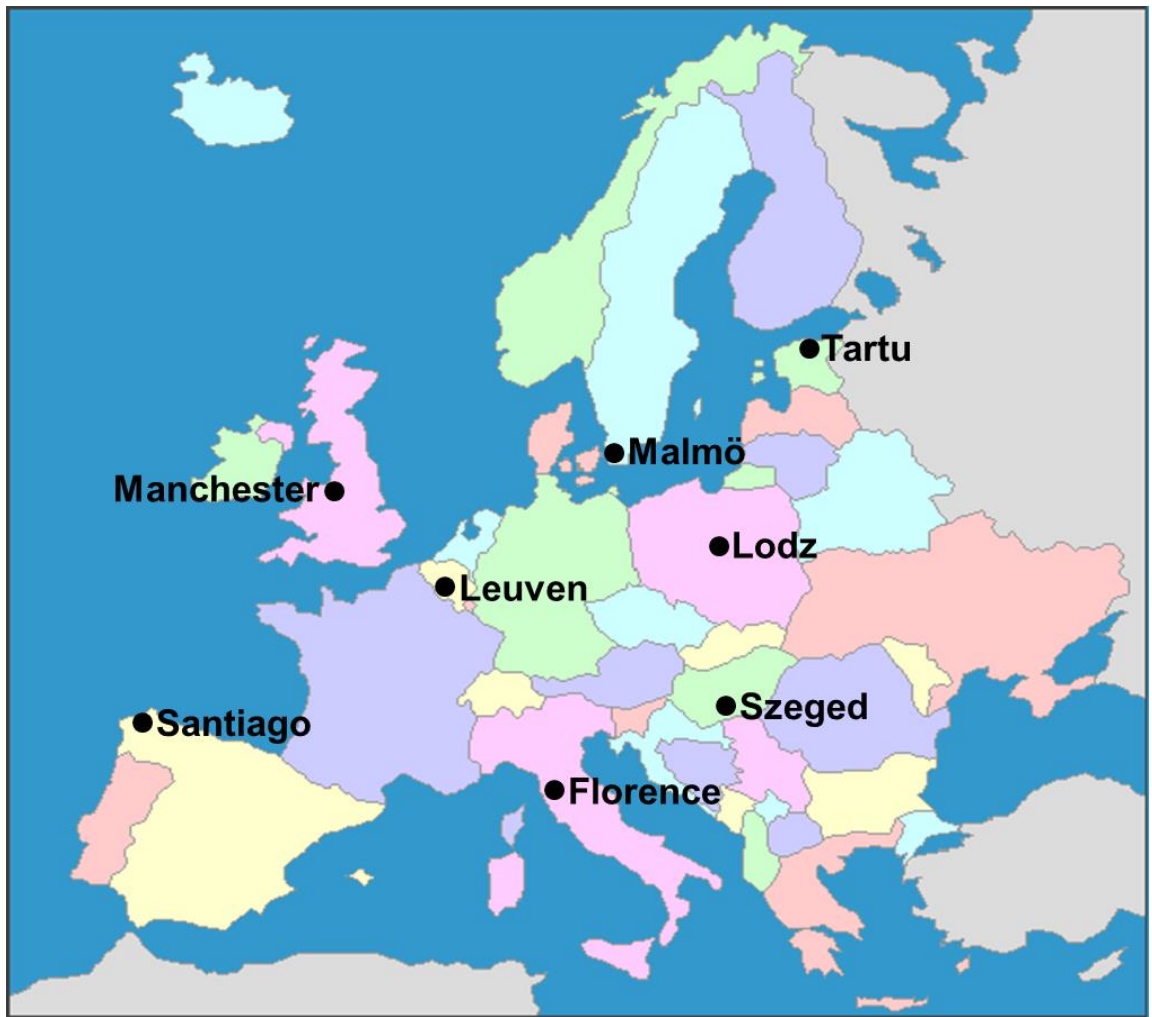 Tartu
Malmö
Manchester
Lodz
Leuven
Szeged
Santiago
Florence